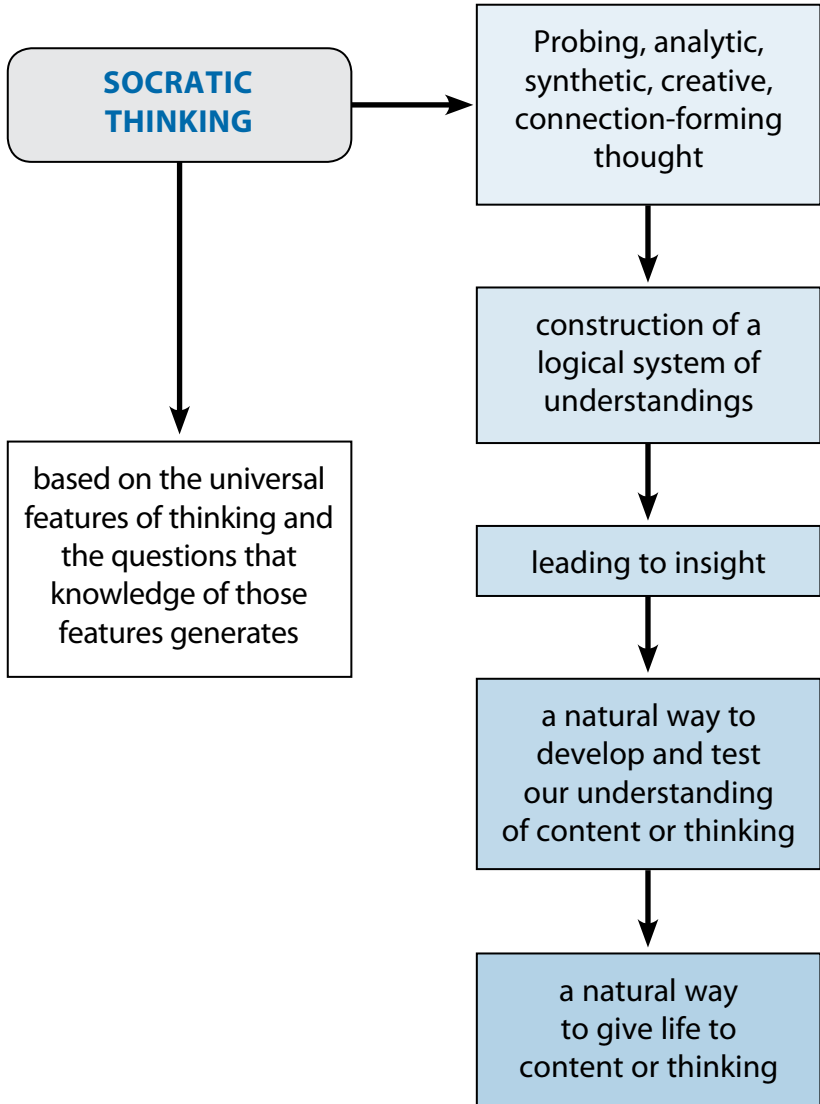 SOCRATIC
THINKING
Probing, analytic,
synthetic, creative,
connection-forming
thought
construction of a
logical system of
understandings
based on the universal
features of thinking and
the questions that
knowledge of those
features generates
leading to insight
a natural way to
develop and test
our understanding
of content or thinking
a natural way
to give life to
content or thinking